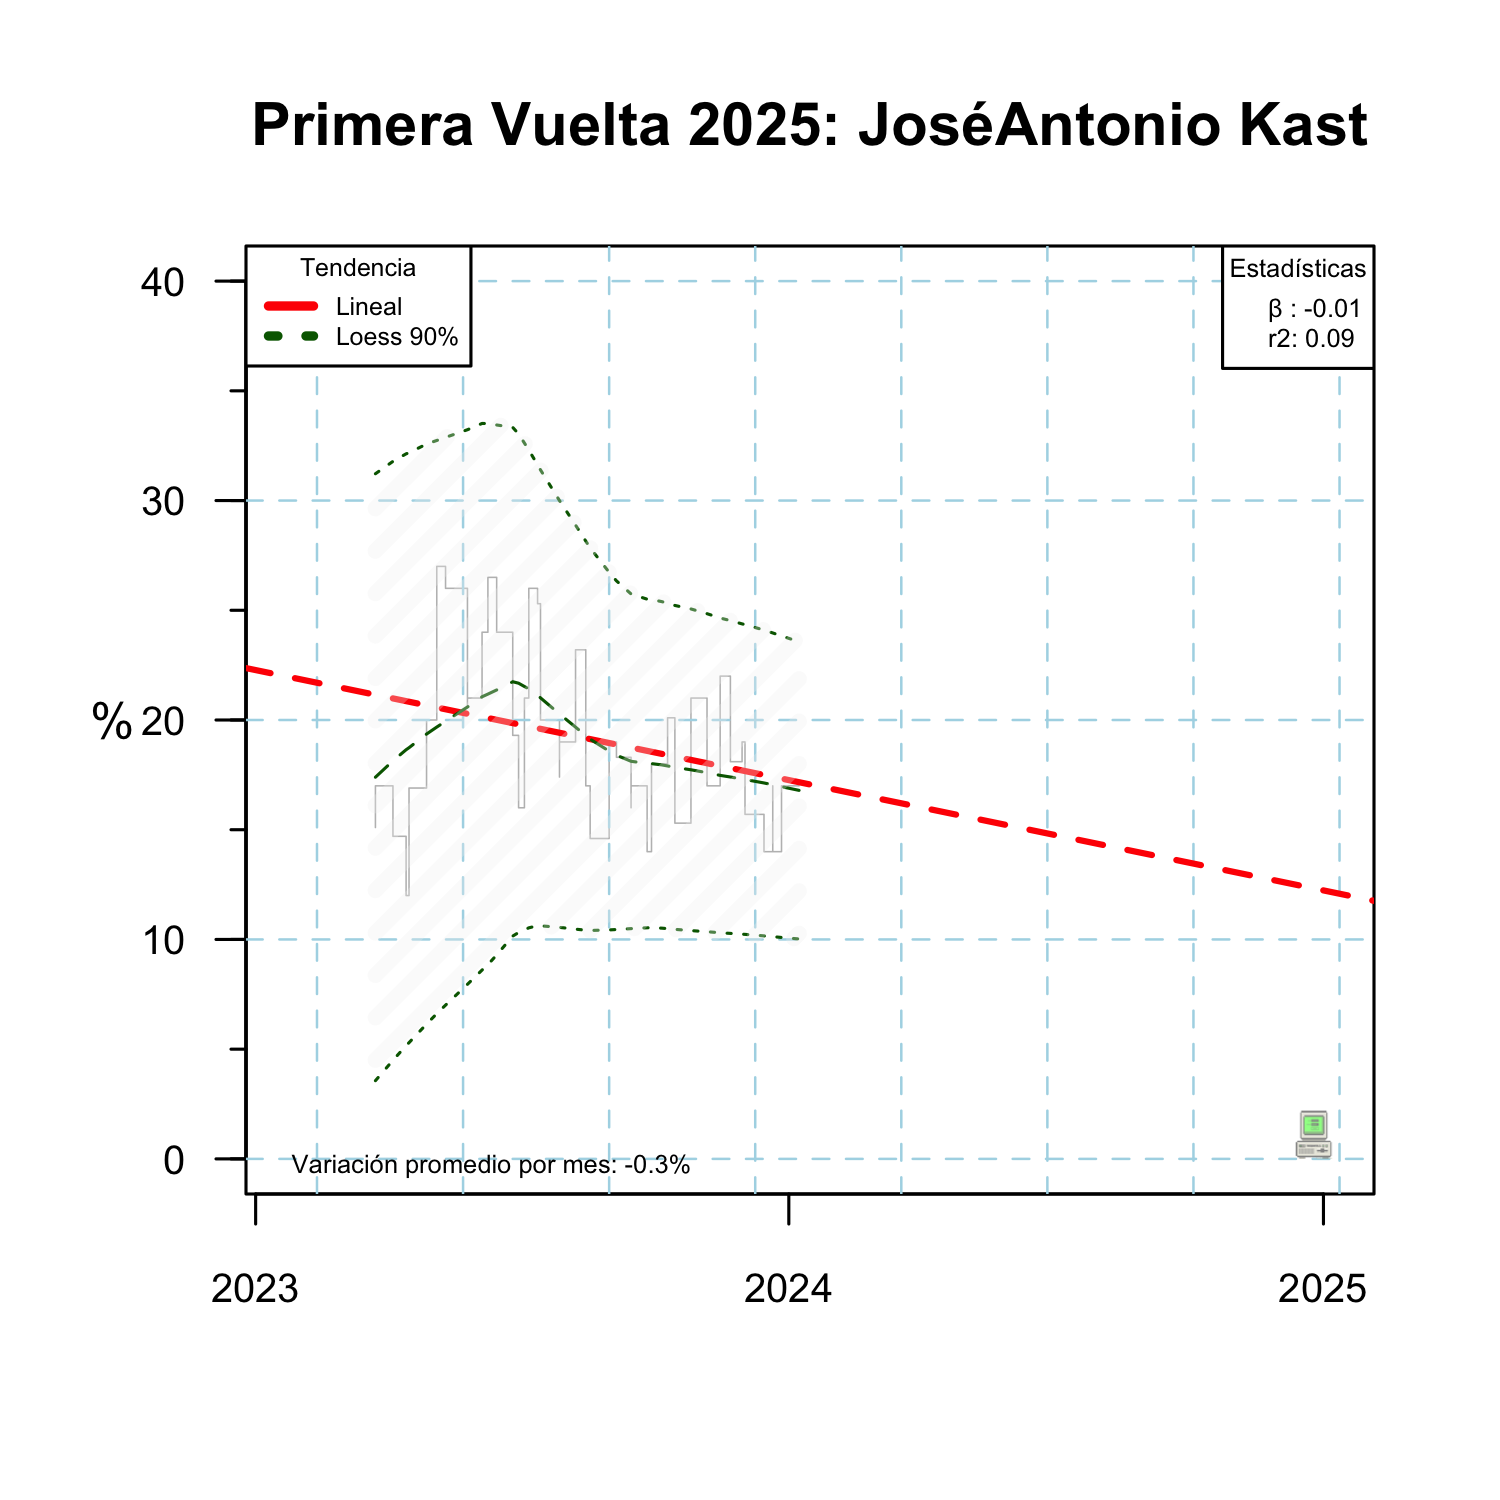 Primera Vuelta 2025: JoséAntonio Kast
Tendencia
Lineal
Loess 90%
Estadísticas
β : -0.01
r2: 0.09
40
30
%
20
10
0
Variación promedio por mes: -0.3%
2023
2024
2025